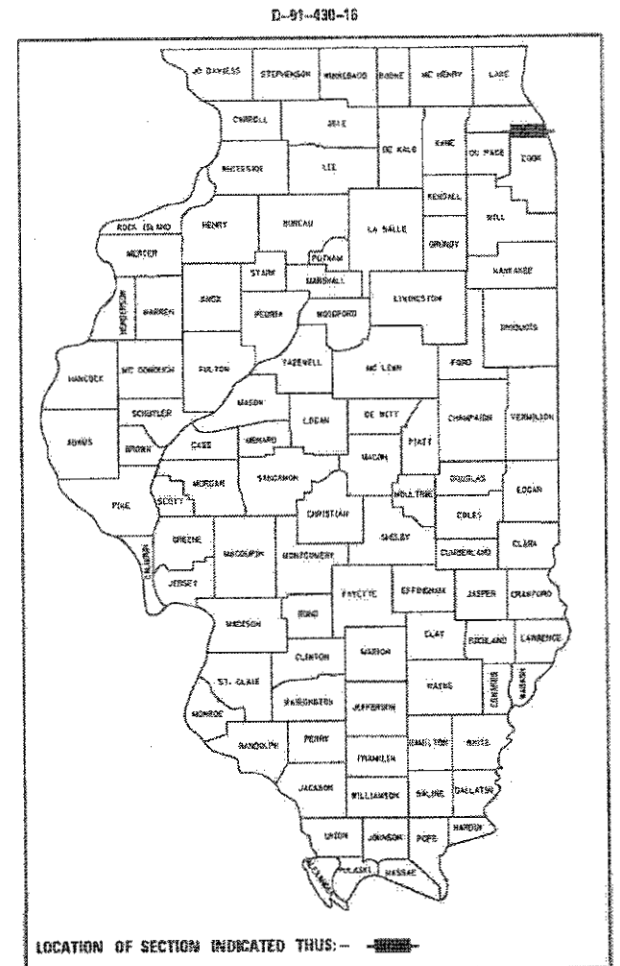 D-91-430-16
JO DAVIESS STEPHENSON WINNEBAGO BOONE MC HENRY LAKE
CARROLL OGLE DE KALB KANE DU PAGE COOK
WHITESIDE LEE KENDALL WILL
ROCK ISLAND HENRY BUREAU LA SALLE GRUNDY
MERCER PUTNAM KANKAKEE
STARK MARSHALL LIVINGSTON
HENDERSON WARREN KNOX PEORIA WOODFORD IROQUOIS
HANCOCK MC DONOUGH FULTON TAZEWELL MC LEAN FORD
MASON DE WITT CHAMPAIGN VERMILION
SCHUYLER LOGAN
ADAMS BROWN CASS MENARD MACON PIATT
MORGAN SANGAMON DOUGLAS EDGAR
PIKE SCOTT CHRISTIAN MOULTRIE COLES
GREENE SHELBY
CALHOUN MACOUPIN MONTGOMERY CUMBERLAND CLARK
JERSEY FAYETTE EFFINGHAM JASPER CRAWFORD
MADISON BOND CLAY RICHLAND LAWRENCE
CLINTON MARION
ST. CLAIR WAYNE EDWARDS WABASH
MONROE WASHINGTON JEFFERSON
RANDOLPH PERRY HAMILTON WHITE
FRANKLIN
JACKSON WILLIAMSON SALINE GALLATIN
UNION JOHNSON POPE HARDIN
ALEXANDER PULASKI MASSAC
LOCATION OF SECTION INDICATED THUS:-